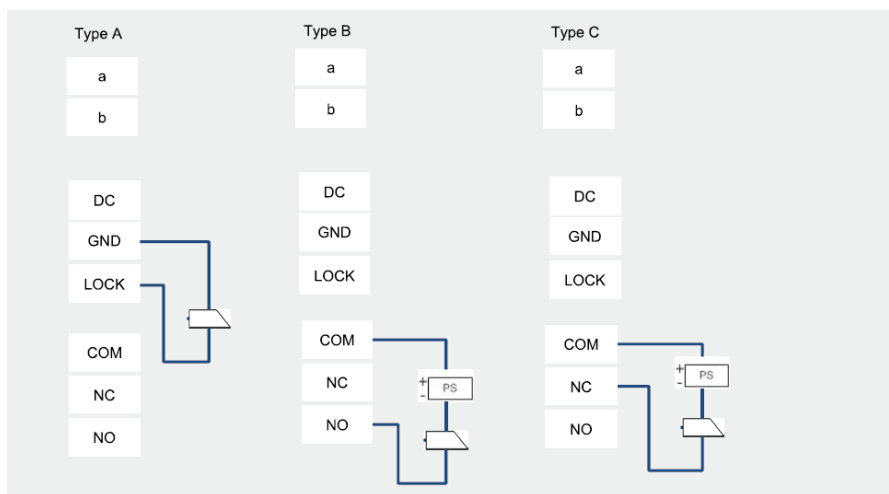 Type A
a
b
DC
GND
LOCK
COM
NC
NO
Type B
a
b
DC
GND
LOCK
COM
NC
NO
+
-
PS
Type C
a
b
DC
GND
LOCK
COM
NC
NO
+
-
PS